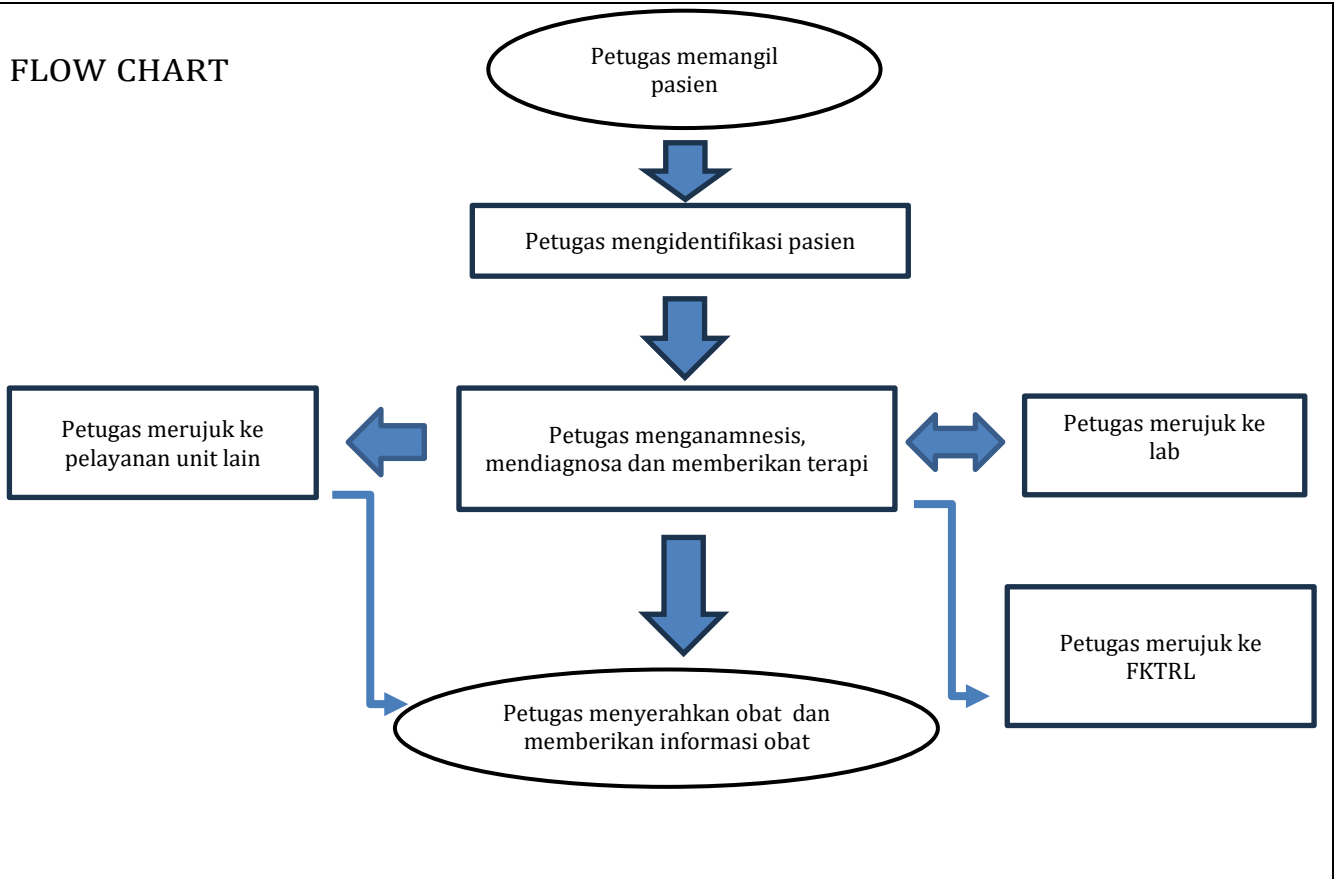 FLOW CHART
Petugas memangil
pasien
Petugas mengidentifikasi pasien
Petugas merujuk ke
pelayanan unit lain
Petugas menganamnesis,
mendiagnosa dan memberikan terapi
Petugas merujuk ke
lab
Petugas merujuk ke
FKTRL
Petugas menyerahkan obat dan
memberikan informasi obat